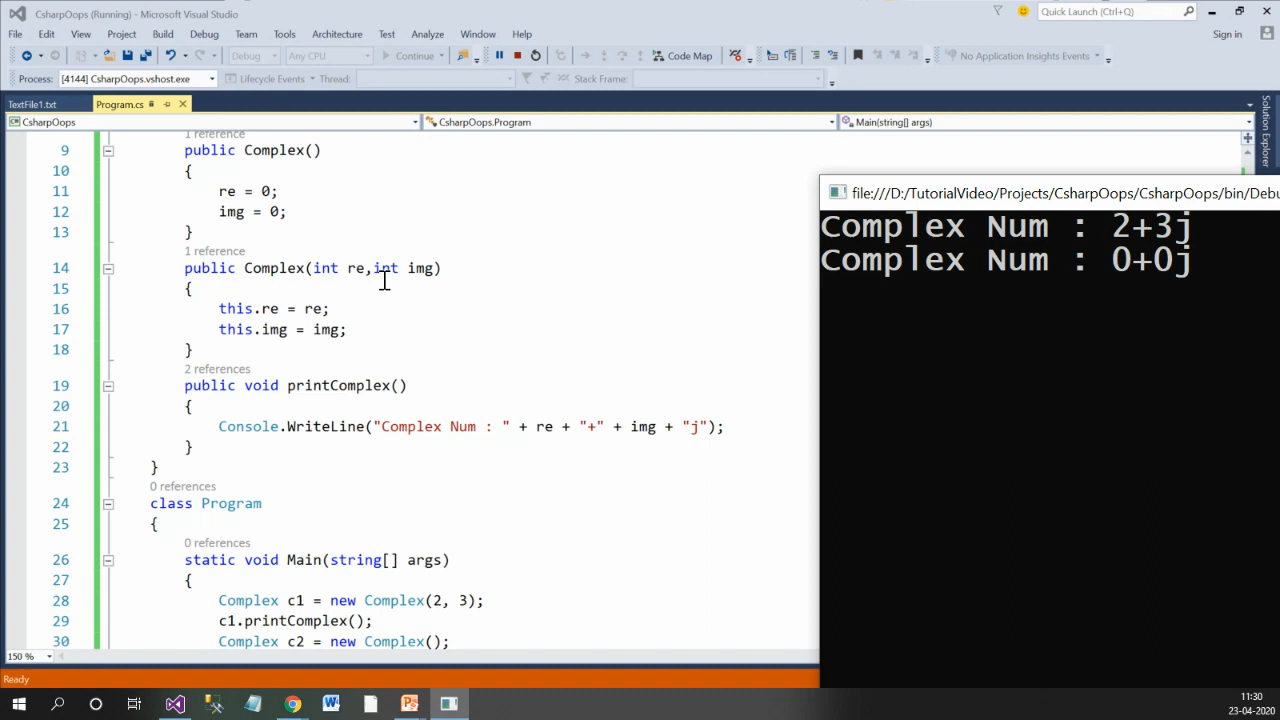 CsharpOops (Running) - Microsoft Visual Studio
Quick Launch (Ctrl+Q)
File Edit View Project Build Debug Team Tools Architecture Test Analyze Window Help
Sign in
Debug Any CPU Continue Code Map No Application Insights Events
Process: [4144] CsharpOops.vshost.exe Lifecycle Events Thread: Stack Frame:
TextFile1.txt Program.cs
CsharpOops CsharpOops.Program Main(string[] args)
Solution Explorer
1 reference
9 public Complex()
10 {
11 re = 0;
12 img = 0;
13 }
1 reference
14 public Complex(int re,int img)
15 {
16 this.re = re;
17 this.img = img;
18 }
2 references
19 public void printComplex()
20 {
21 Console.WriteLine("Complex Num : " + re + "+" + img + "j");
22 }
23 }
0 references
24 class Program
25 {
0 references
26 static void Main(string[] args)
27 {
28 Complex c1 = new Complex(2, 3);
29 c1.printComplex();
30 Complex c2 = new Complex();
150 %
file:///D:/TutorialVideo/Projects/CsharpOops/CsharpOops/bin/Debu
Complex Num : 2+3j
Complex Num : 0+0j
Ready
11:30
23-04-2020